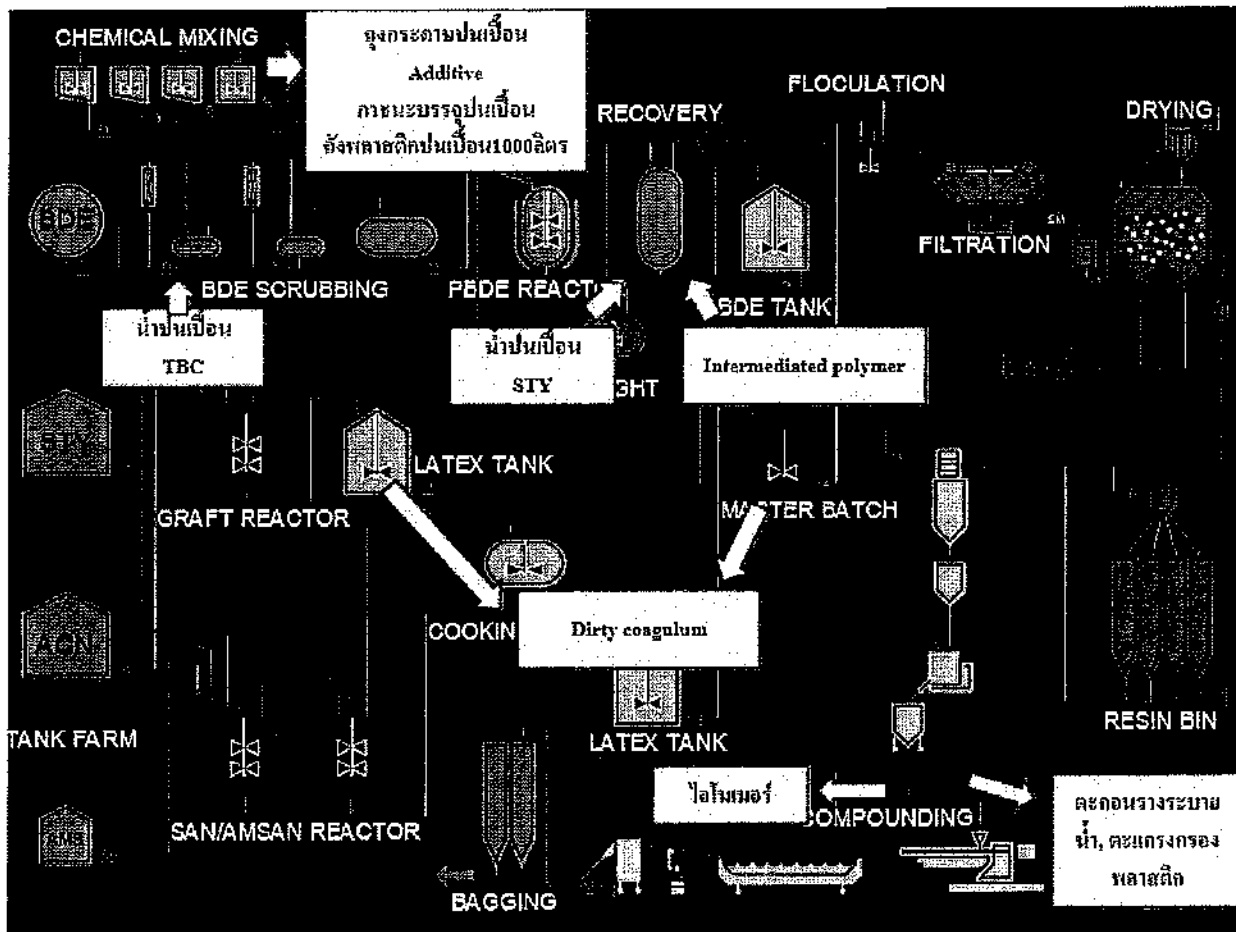 CHEMICAL MIXING
ถุงกระดาษปนเปื้อน
Additive
ภาชนะบรรจุปนเปื้อน
ถังพลาสติกปนเปื้อน1000ลิตร
RECOVERY
FLOCULATION
DRYING
BDE
FILTRATION
BDE SCRUBBING
PBDE REACTO
BDE TANK
น้ำปนเปื้อน
TBC
น้ำปนเปื้อน
STY
GHT
Intermediated polymer
STY
LATEX TANK
GRAFT REACTOR
MASTER BATCH
COOKIN
Dirty coagulum
ACN
TANK FARM
LATEX TANK
RESIN BIN
SAN/AMSAN REACTOR
ไอโมเมอร์
COMPOUNDING
ตะกอนรางระบาย
น้ำ, ตะแกรงกรอง
พลาสติก
BAGGING